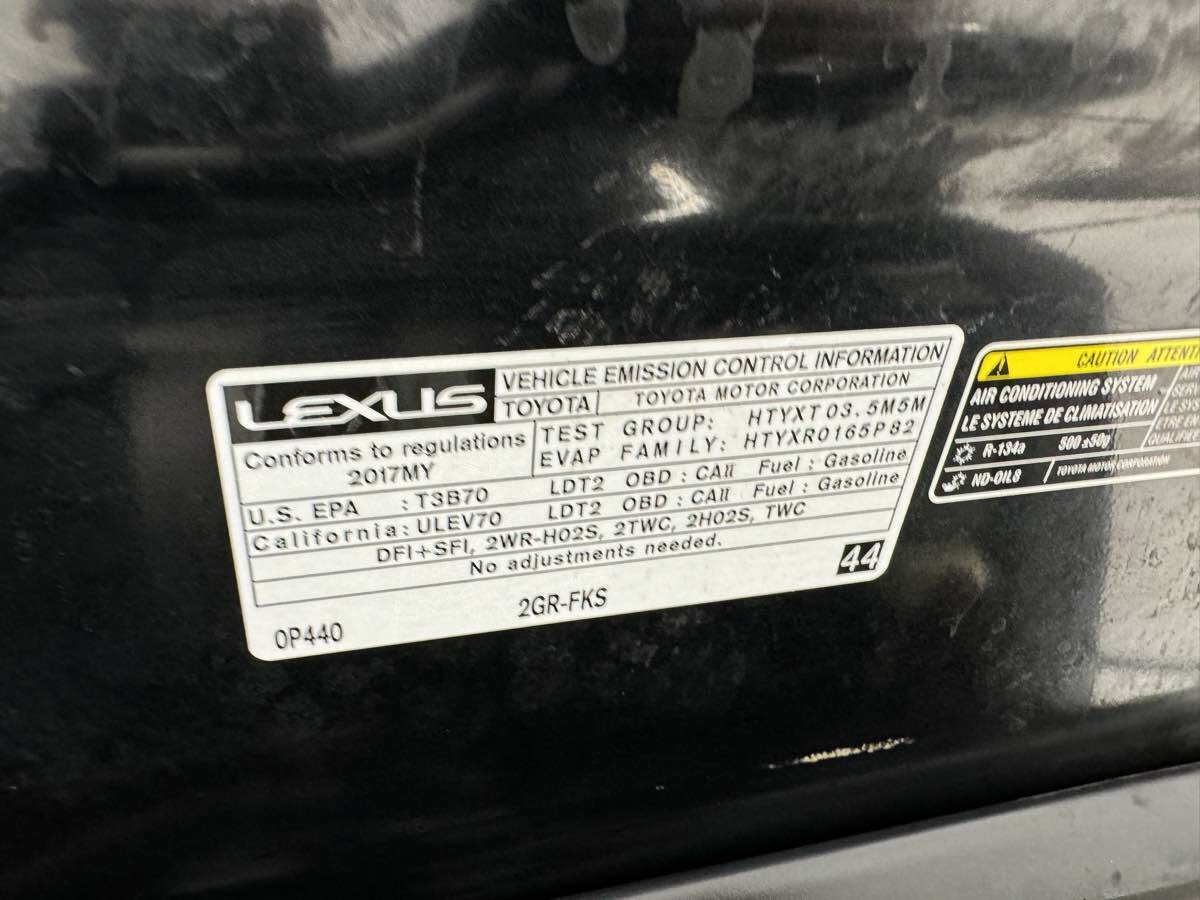 LEXUS
VEHICLE EMISSION CONTROL INFORMATION
TOYOTA
TOYOTA MOTOR CORPORATION
Conforms to regulations
2017MY
TEST GROUP: HTYXT03.5M5M
EVAP FAMILY: HTYXR0165P82
U.S. EPA : T3B70 LDT2 OBD : CAII Fuel : Gasoline
California : ULEV70 LDT2 OBD : CAII Fuel : Gasoline
DFI+SFI, 2WR-HO2S, 2TWC, 2HO2S, TWC
No adjustments needed.
44
2GR-FKS
0P440
CAUTION
AIR CONDITIONING SYSTEM
LE SYSTEME DE CLIMATISATION
R-134a 500±50g
ND-OIL8
TOYOTA MOTOR CORPORATION